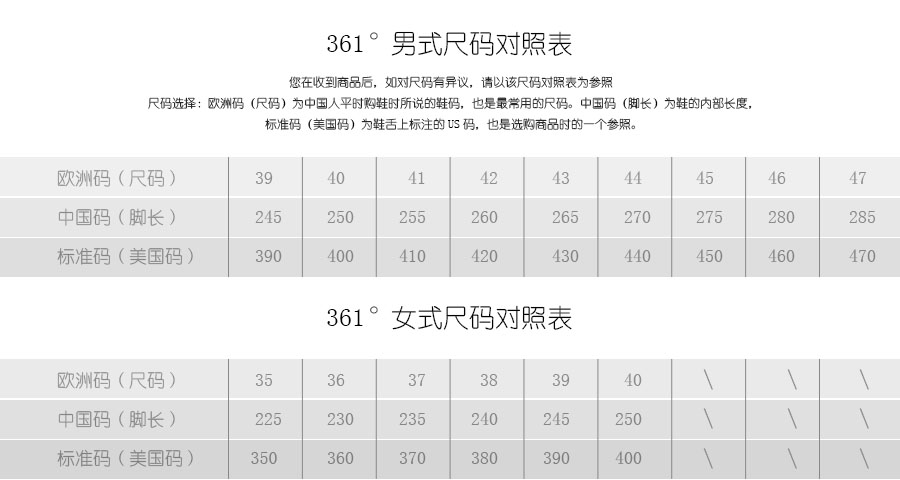 361° 男式尺码对照表
您在收到商品后，如对尺码有异议，请以该尺码对照表为参照
尺码选择：欧洲码（尺码）为中国人平时购鞋时所说的鞋码，也是最常用的尺码。中国码（脚长）为鞋的内部长度，
标准码（美国码）为鞋舌上标注的 US 码，也是选购商品时的一个参照。
欧洲码（尺码） 39 40 41 42 43 44 45 46 47
中国码（脚长） 245 250 255 260 265 270 275 280 285
标准码（美国码） 390 400 410 420 430 440 450 460 470
361° 女式尺码对照表
欧洲码（尺码） 35 36 37 38 39 40 \ \ \
中国码（脚长） 225 230 235 240 245 250 \ \ \
标准码（美国码） 350 360 370 380 390 400 \ \ \